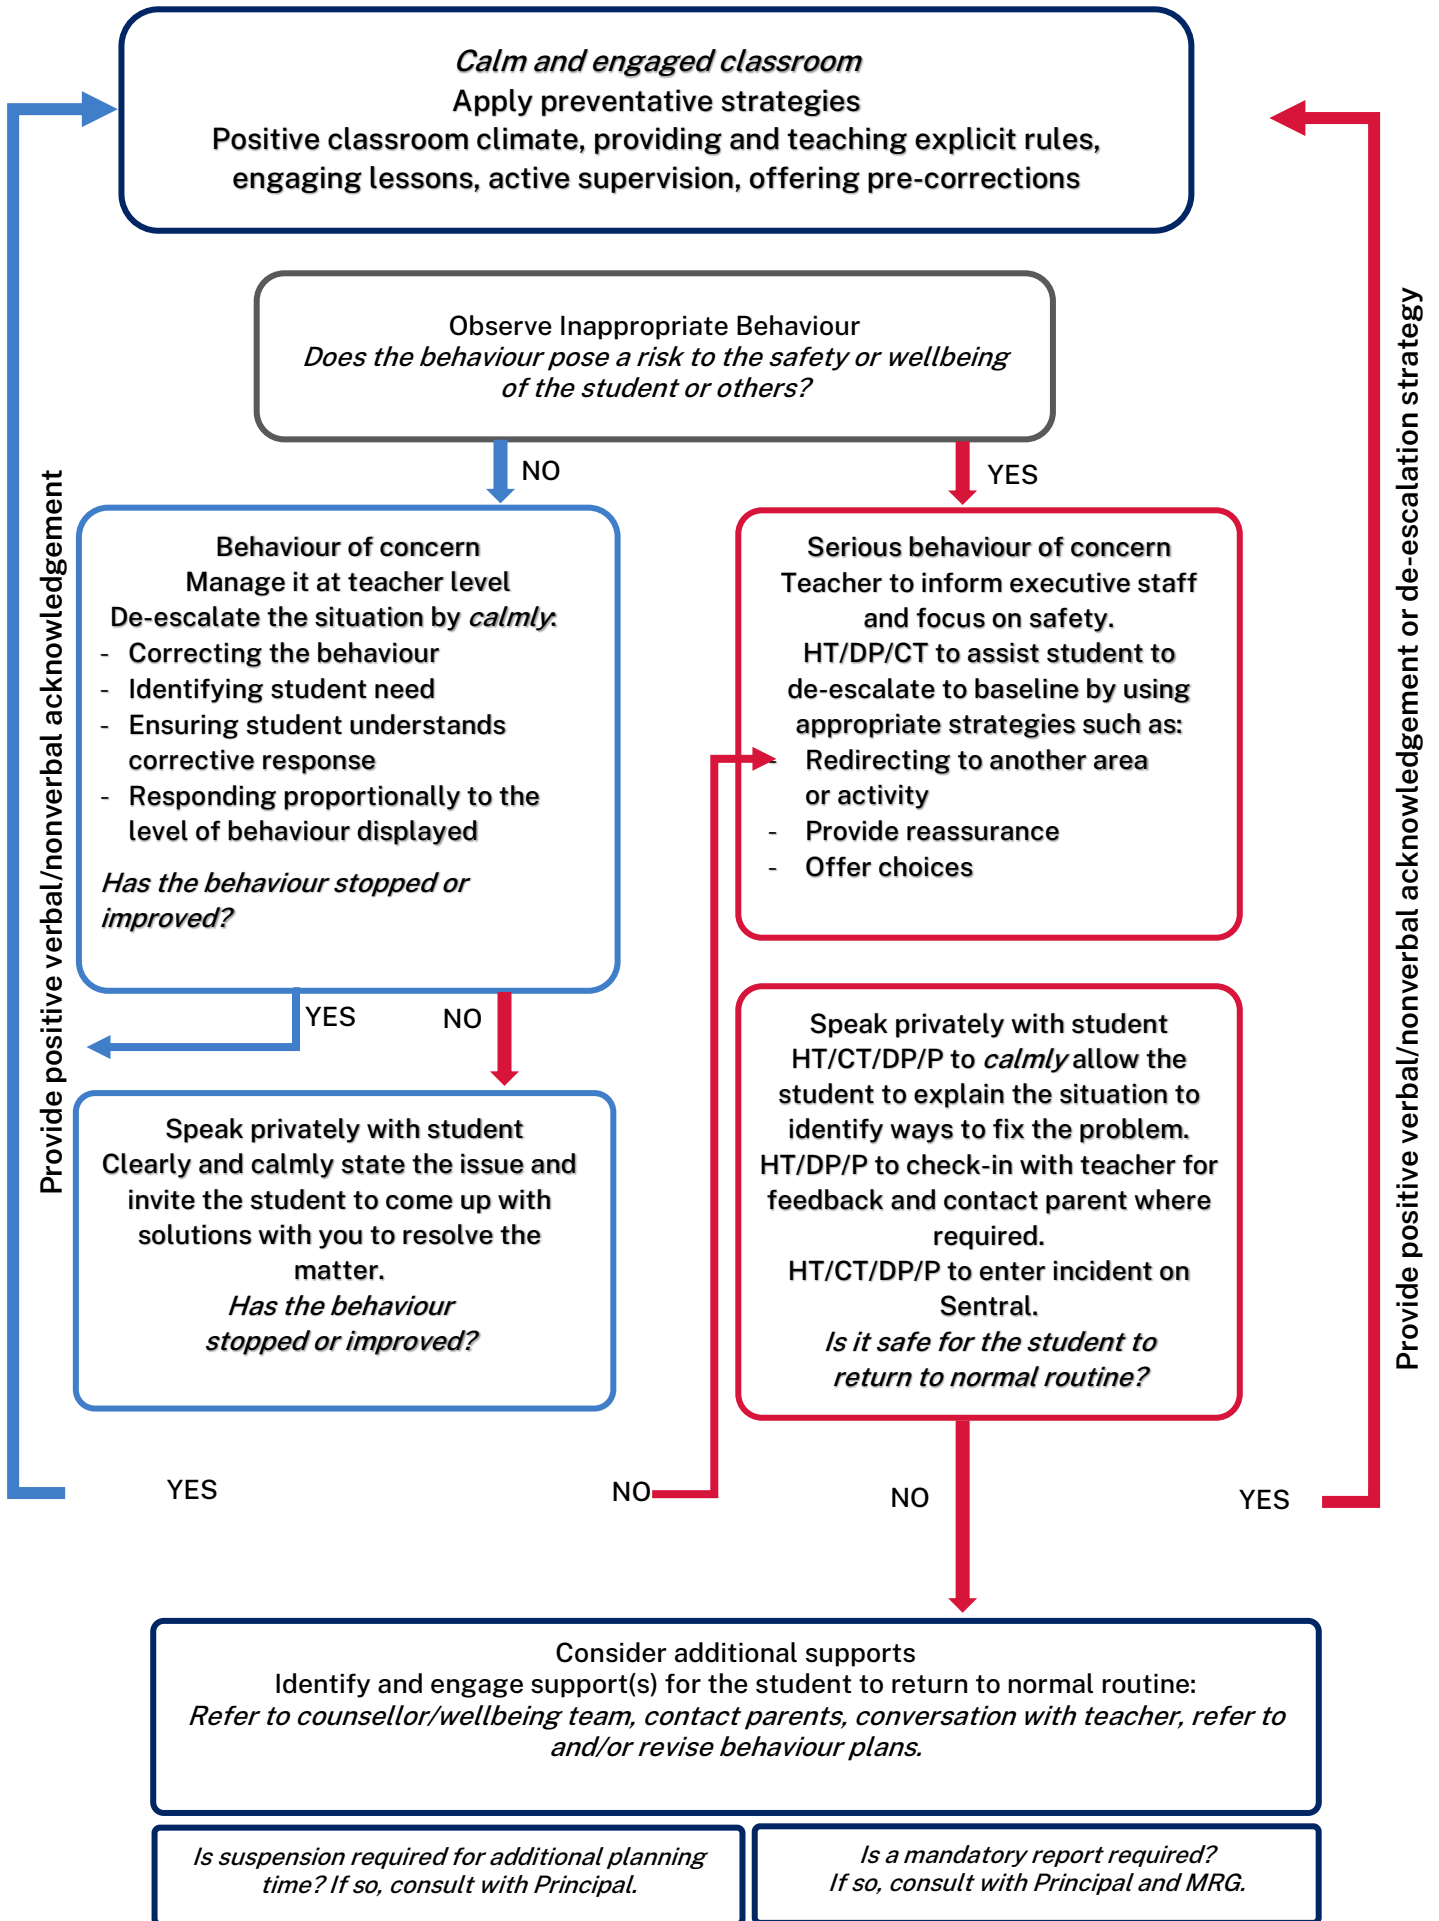 Calm and engaged classroom
Apply preventative strategies
Positive classroom climate, providing and teaching explicit rules,
engaging lessons, active supervision, offering pre-corrections
Observe Inappropriate Behaviour
Does the behaviour pose a risk to the safety or wellbeing
of the student or others?
NO
YES
Behaviour of concern
Manage it at teacher level
De-escalate the situation by calmly:
- Correcting the behaviour
- Identifying student need
- Ensuring student understands
corrective response
- Responding proportionally to the
level of behaviour displayed
Has the behaviour stopped or
improved?
Serious behaviour of concern
Teacher to inform executive staff
and focus on safety.
HT/DP/CT to assist student to
de-escalate to baseline by using
appropriate strategies such as:
- Redirecting to another area
or activity
- Provide reassurance
- Offer choices
YES
NO
Speak privately with student
Clearly and calmly state the issue and
invite the student to come up with
solutions with you to resolve the
matter.
Has the behaviour
stopped or improved?
Speak privately with student
HT/CT/DP/P to calmly allow the
student to explain the situation to
identify ways to fix the problem.
HT/DP/P to check-in with teacher for
feedback and contact parent where
required.
HT/CT/DP/P to enter incident on
Sentral.
Is it safe for the student to
return to normal routine?
YES
NO
NO
YES
Provide positive verbal/nonverbal acknowledgement
Provide positive verbal/nonverbal acknowledgement or de-escalation strategy
Consider additional supports
Identify and engage support(s) for the student to return to normal routine:
Refer to counsellor/wellbeing team, contact parents, conversation with teacher, refer to
and/or revise behaviour plans.
Is suspension required for additional planning
time? If so, consult with Principal.
Is a mandatory report required?
If so, consult with Principal and MRG.